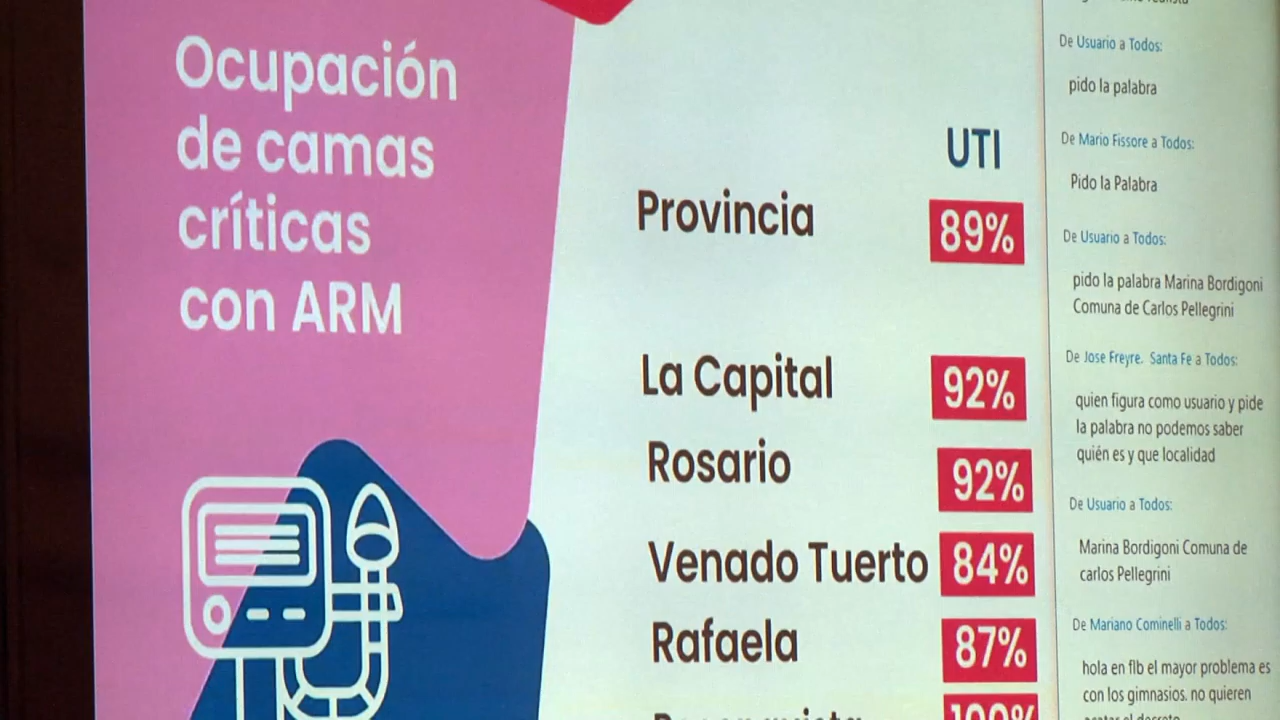 Ocupación
de camas
críticas
con ARM
UTI
Provincia 89%
La Capital 92%
Rosario 92%
Venado Tuerto 84%
Rafaela 87%
100%
De Usuario a Todos:
pido la palabra
De Mario Fissore a Todos:
Pido la Palabra
De Usuario a Todos:
pido la palabra Marina Bordigoni
Comuna de Carlos Pellegrini
De Jose Freyre. Santa Fe a Todos:
quien figura como usuario y pide
la palabra no podemos saber
quién es y que localidad
De Usuario a Todos:
Marina Bordigoni Comuna de
carlos Pellegrini
De Mariano Cominelli a Todos:
hola en flb el mayor problema es
con los gimnasios. no quieren